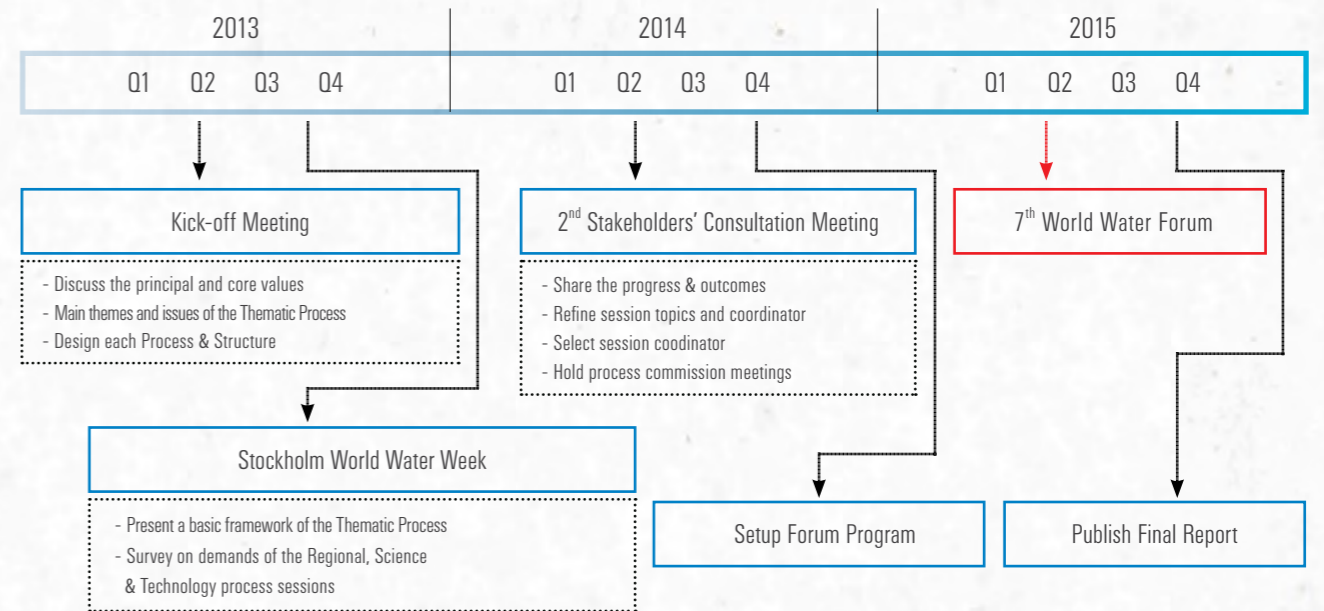 2013
2014
2015
Q1 Q2 Q3 Q4
Q1 Q2 Q3 Q4
Q1 Q2 Q3 Q4
Kick-off Meeting
- Discuss the principal and core values
- Main themes and issues of the Thematic Process
- Design each Process & Structure
2nd Stakeholders' Consultation Meeting
- Share the progress & outcomes
- Refine session topics and coordinator
- Select session coodinator
- Hold process commission meetings
7th World Water Forum
Stockholm World Water Week
- Present a basic framework of the Thematic Process
- Survey on demands of the Regional, Science
& Technology process sessions
Setup Forum Program
Publish Final Report